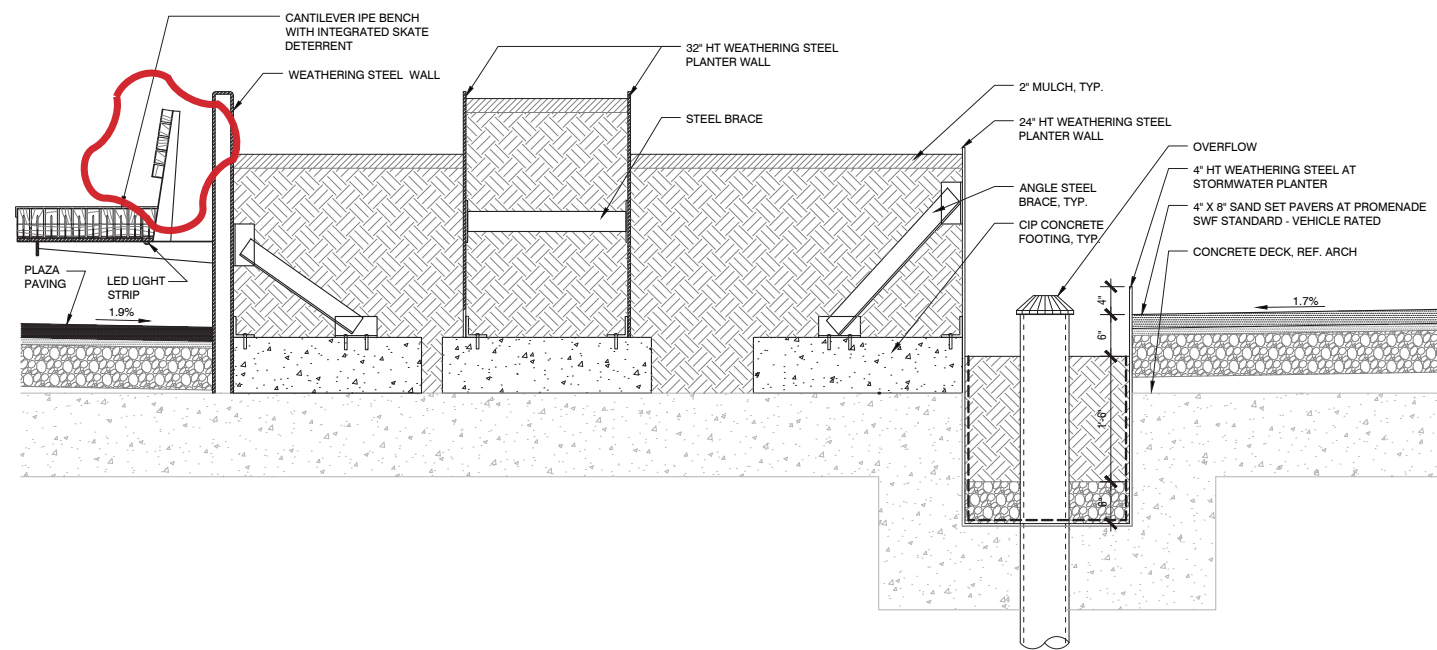 CANTILEVER IPE BENCH
WITH INTEGRATED SKATE
DETERRENT
WEATHERING STEEL WALL
32" HT WEATHERING STEEL
PLANTER WALL
STEEL BRACE
2" MULCH, TYP.
24" HT WEATHERING STEEL
PLANTER WALL
OVERFLOW
4" HT WEATHERING STEEL AT
STORMWATER PLANTER
ANGLE STEEL
BRACE, TYP.
4" X 8" SAND SET PAVERS AT PROMENADE
SWF STANDARD - VEHICLE RATED
CIP CONCRETE
FOOTING, TYP.
CONCRETE DECK, REF. ARCH
PLAZA
PAVING
LED LIGHT
STRIP
1.9%
1.7%
4"
6"
1'-6"
6"